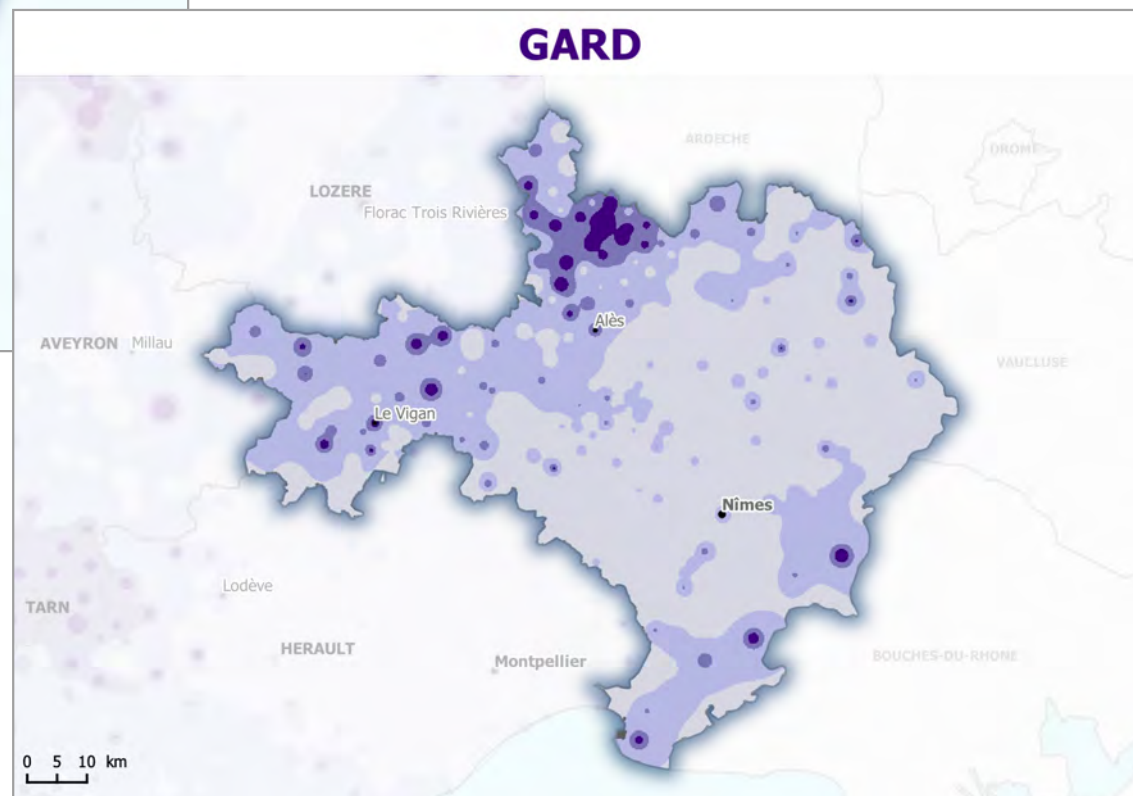 GARD
ARDECHE
DROME
LOZERE
Florac Trois Rivières
Alès
AVEYRON Millau
VAUCLUSE
Le Vigan
Nîmes
Lodève
TARN
HERAULT
Montpellier
BOUCHES-DU-RHONE
0 5 10 km